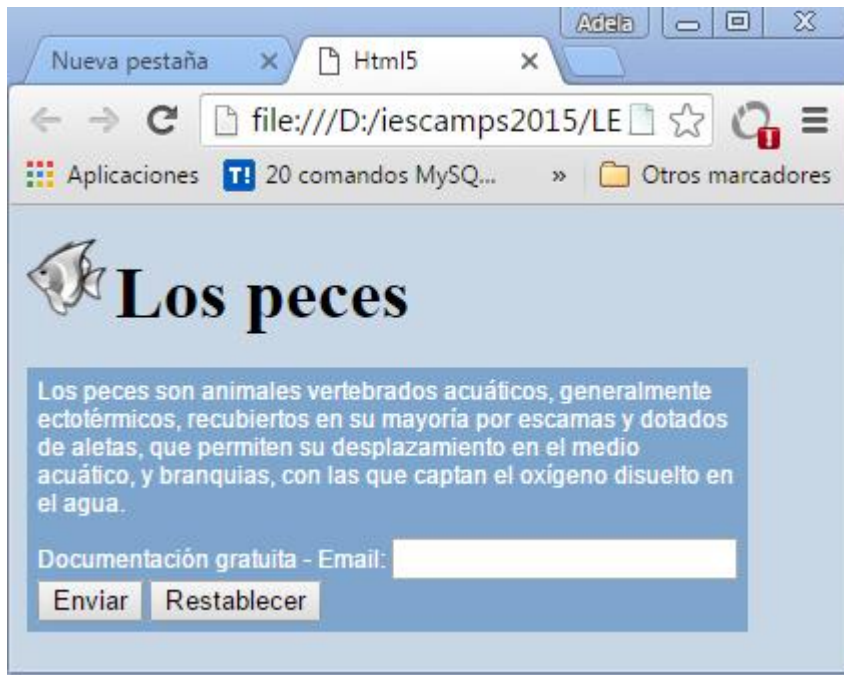 Adela
Nueva pestaña
Html5
file:///D:/iescamps2015/LE
Aplicaciones T! 20 comandos MySQ... » Otros marcadores
Los peces
Los peces son animales vertebrados acuáticos, generalmente
ectotérmicos, recubiertos en su mayoría por escamas y dotados
de aletas, que permiten su desplazamiento en el medio
acuático, y branquias, con las que captan el oxígeno disuelto en
el agua.
Documentación gratuita - Email:
Enviar Restablecer